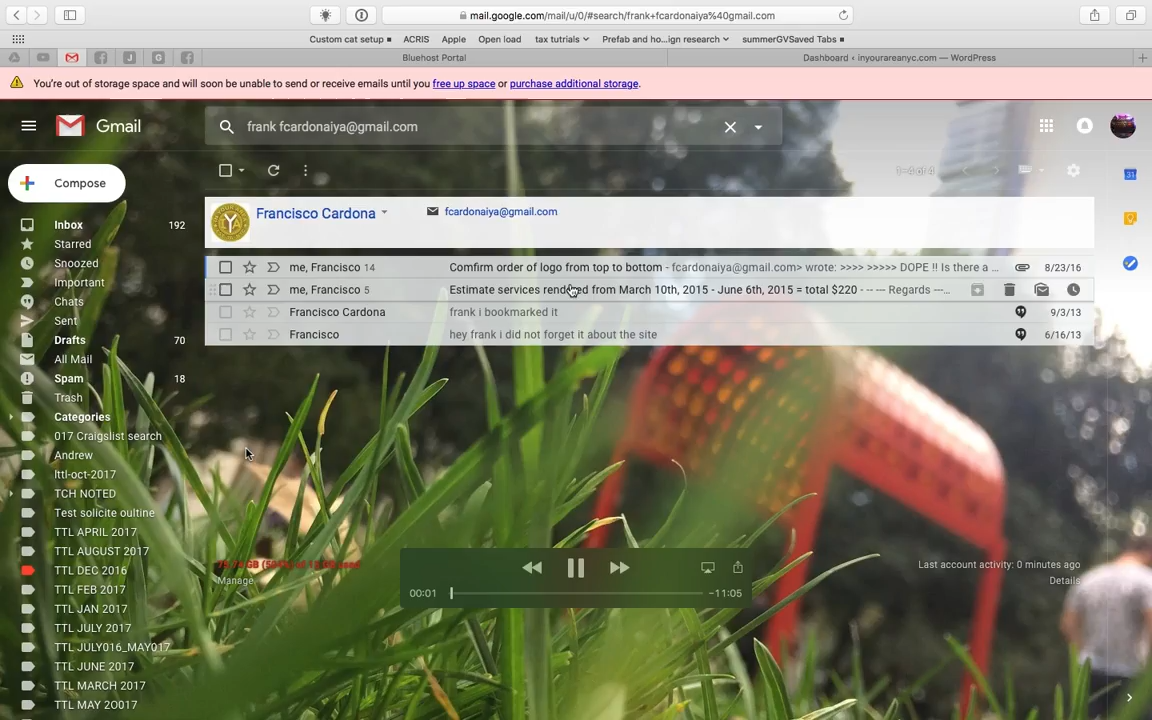 mail.google.com/mail/u/0/#search/frank+fcardonaiya%40gmail.com
Custom cat setup ACRIS Apple Open load tax tutrials Prefab and ho...ign research summerGVSaved Tabs
Bluehost Portal Dashboard ‹ inyourareanyc.com — WordPress
You're out of storage space and will soon be unable to send or receive emails until you free up space or purchase additional storage.
Gmail
frank fcardonaiya@gmail.com
1–4 of 4
Compose
Francisco Cardona fcardonaiya@gmail.com
Inbox 192
Starred
Snoozed
Important
Chats
Sent
Drafts 70
All Mail
Spam 18
Trash
Categories
017 Craigslist search
Andrew
lttl-oct-2017
TCH NOTED
Test solicite oultine
TTL APRIL 2017
TTL AUGUST 2017
TTL DEC 2016
TTL FEB 2017
TTL JAN 2017
TTL JULY 2017
TTL JULY016_MAY017
TTL JUNE 2017
TTL MARCH 2017
TTL MAY 2O017
me, Francisco 14 Comfirm order of logo from top to bottom - fcardonaiya@gmail.com> wrote: >>>> >>>>> DOPE !! Is there a ... 8/23/16
me, Francisco 5 Estimate services rendered from March 10th, 2015 - June 6th, 2015 = total $220 - -- --- Regards ---...
Francisco Cardona frank i bookmarked it 9/3/13
Francisco hey frank i did not forget it about the site 6/16/13
Manage
Last account activity: 0 minutes ago
Details
00:01 −11:05